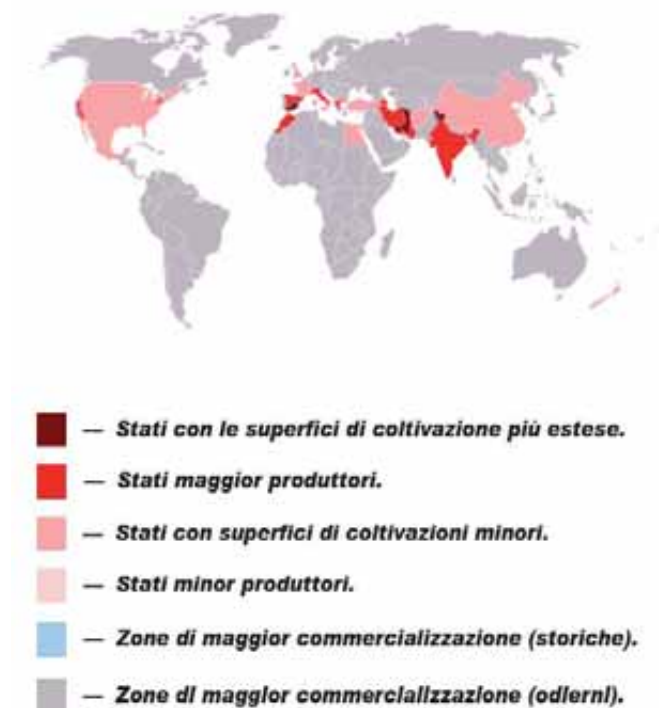 — Stati con le superfici di coltivazione più estese.
— Stati maggior produttori.
— Stati con superfici di coltivazioni minori.
— Stati minor produttori.
— Zone di maggior commercializzazione (storiche).
— Zone di maggior commercializzazione (odierni).